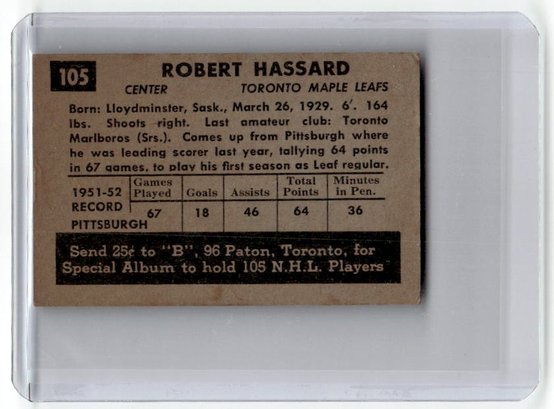 105 ROBERT HASSARD
CENTER TORONTO MAPLE LEAFS
Born: Lloydminster, Sask., March 26, 1929. 6'. 164
lbs. Shoots right. Last amateur club: Toronto
Marlboros (Srs.). Comes up from Pittsburgh where
he was leading scorer last year, tallying 64 points
in 67 games, to play his first season as Leaf regular.
1951-52 RECORD PITTSBURGH
Games Played Goals Assists Total Points Minutes in Pen.
67 18 46 64 36
Send 25¢ to "B", 96 Paton, Toronto, for
Special Album to hold 105 N.H.L. Players